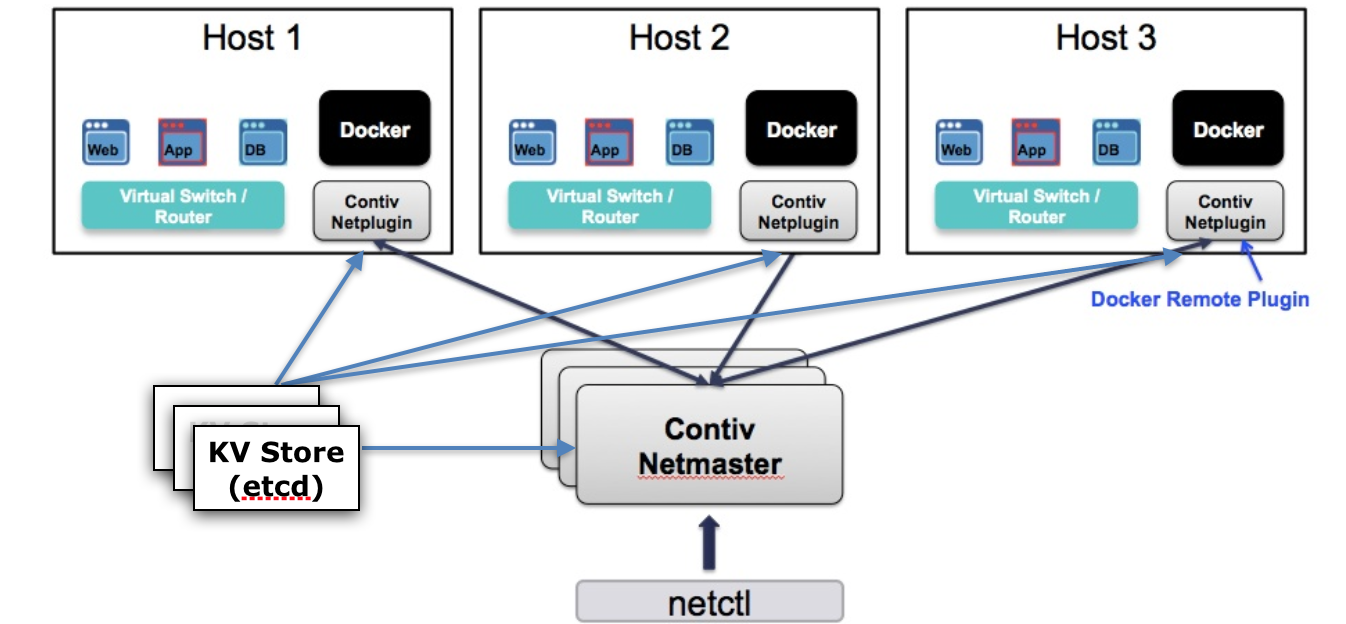 Host 1
Host 2
Host 3
Web
App
DB
Docker
Virtual Switch /
Router
Contiv
Netplugin
Web
App
DB
Docker
Virtual Switch /
Router
Contiv
Netplugin
Web
App
DB
Docker
Virtual Switch /
Router
Contiv
Netplugin
Docker Remote Plugin
KV Store
(etcd)
Contiv
Netmaster
netctl